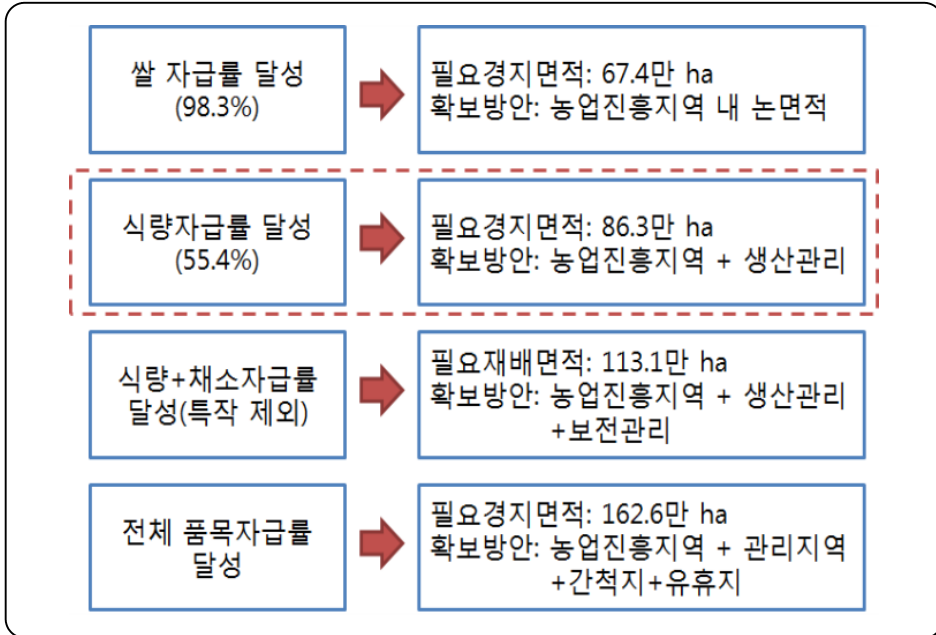 쌀 자급률 달성
(98.3%)
필요경지면적: 67.4만 ha
확보방안: 농업진흥지역 내 논면적
식량자급률 달성
(55.4%)
필요경지면적: 86.3만 ha
확보방안: 농업진흥지역 + 생산관리
식량+채소자급률
달성(특작 제외)
필요재배면적: 113.1만 ha
확보방안: 농업진흥지역 + 생산관리
+보전관리
전체 품목자급률
달성
필요경지면적: 162.6만 ha
확보방안: 농업진흥지역 + 관리지역
+간척지+유휴지